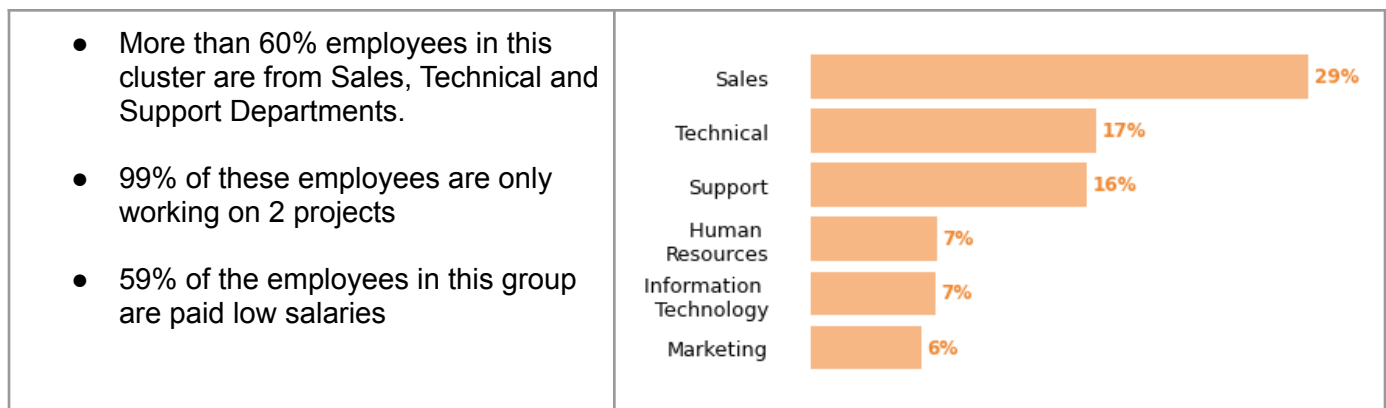 ● More than 60% employees in this
cluster are from Sales, Technical and
Support Departments.
● 99% of these employees are only
working on 2 projects
● 59% of the employees in this group
are paid low salaries
Sales 29%
Technical 17%
Support 16%
Human
Resources 7%
Information
Technology 7%
Marketing 6%